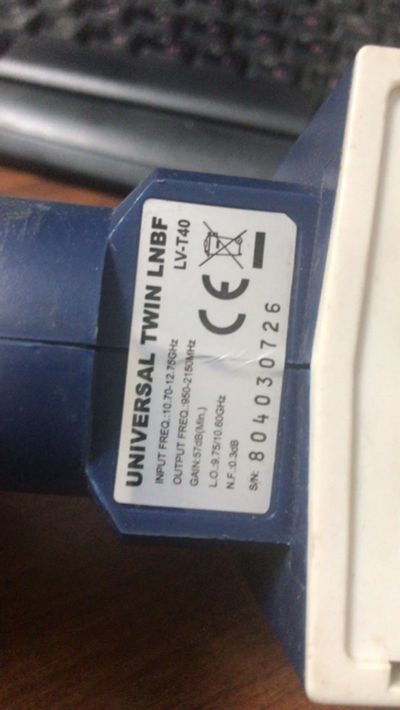 UNIVERSAL TWIN LNBF
LV-T40
INPUT FREQ.:10.70-12.75GHz
OUTPUT FREQ.:950-2150MHz
GAIN:57dB(Min.)
L.O.:9.75/10.60GHz
N.F.:0.3dB
S/N: 804030726
CE